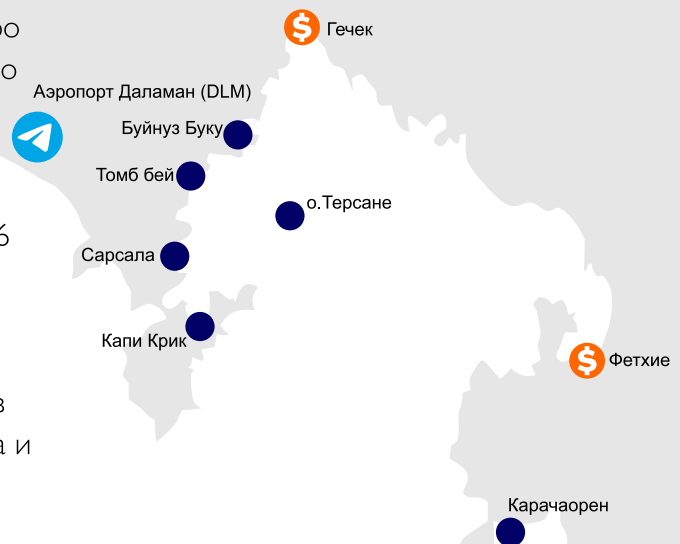 Гечек
Аэропорт Даламан (DLM)
Буйнуз Буку
Томб бей
о.Терсане
Сарсала
Капи Крик
Фетхие
а и
Карачаорен